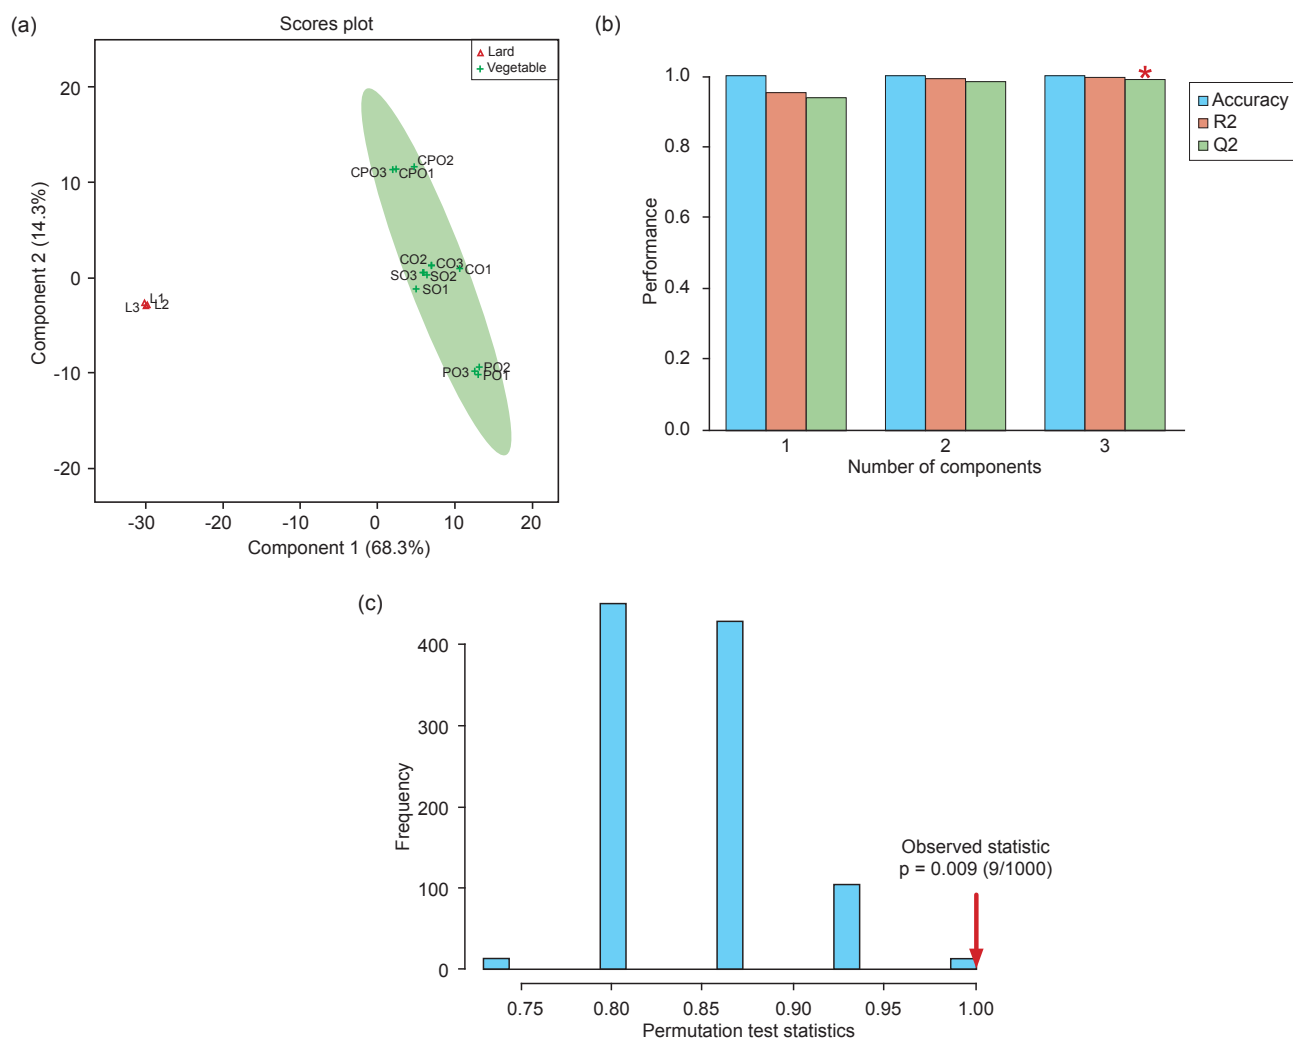 (a)
Scores plot
Lard
Vegetable
20
10
0
-10
-20
Component 2 (14.3%)
CPO2
CPO3
CPO1
CO2
CO3
CO1
SO3
SO2
SO1
L1
L3
L2
PO2
PO3
PO1
-30
-20
-10
0
10
20
Component 1 (68.3%)
(b)
1.0
0.8
0.6
0.4
0.2
0.0
Performance
*
Accuracy
R2
Q2
1
2
3
Number of components
(c)
400
300
200
100
0
Frequency
Observed statistic
p = 0.009 (9/1000)
0.75
0.80
0.85
0.90
0.95
1.00
Permutation test statistics